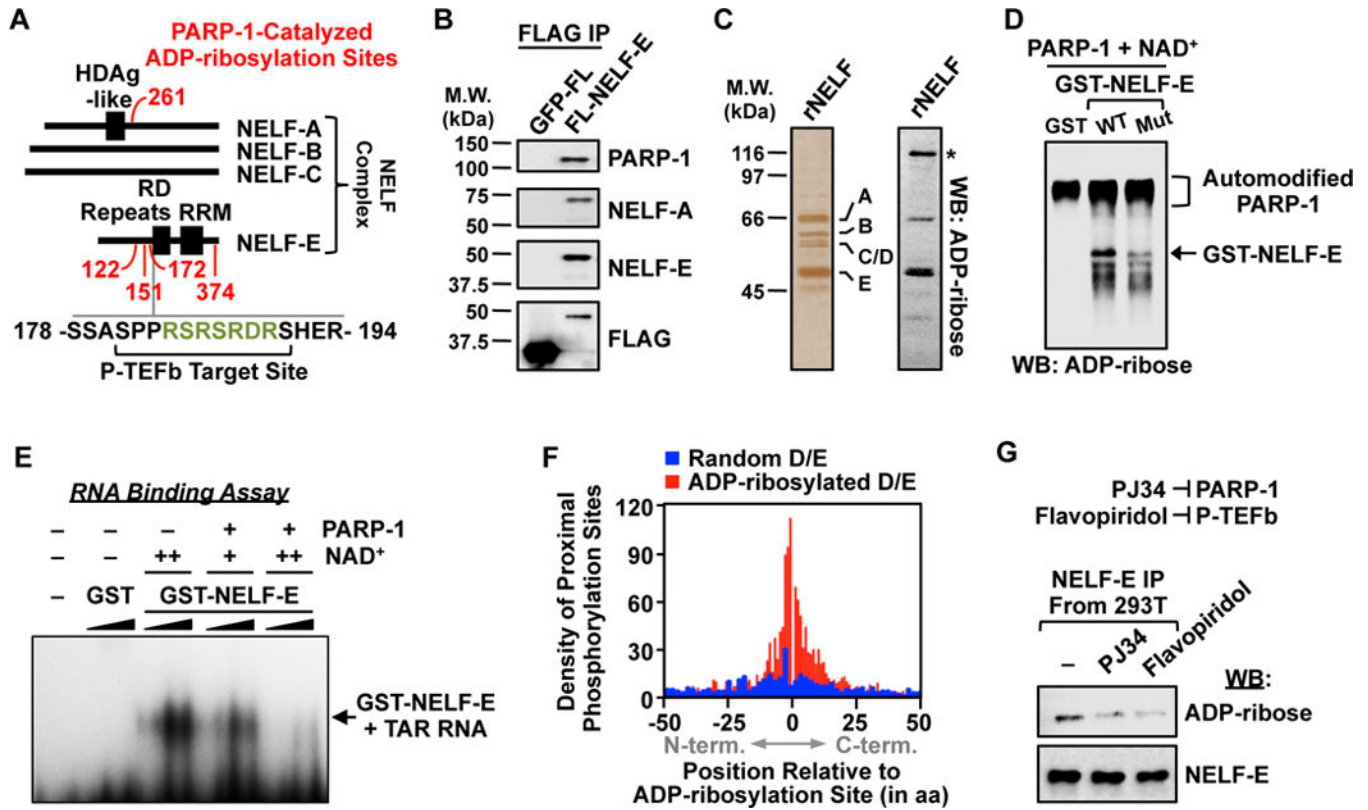 A
PARP-1-Catalyzed
ADP-ribosylation Sites
HDAg
-like
261
NELF-A
NELF-B
NELF-C
NELF
Complex
RD
Repeats
RRM
NELF-E
122
151
172
374
178 -SSASPPRSRSRDRSHER- 194
P-TEFb Target Site
B
FLAG IP
M.W.
(kDa)
GFP-FL
FL-NELF-E
150
100
PARP-1
75
50
NELF-A
50
37.5
NELF-E
50
37.5
FLAG
C
M.W.
(kDa)
rNELF
rNELF
116
97
66
45
A
B
C/D
E
*
WB: ADP-ribose
D
PARP-1 + NAD⁺
GST-NELF-E
GST
WT
Mut
Automodified
PARP-1
GST-NELF-E
WB: ADP-ribose
E
RNA Binding Assay
– – – + + PARP-1
– – ++ + ++ NAD⁺
– GST GST-NELF-E
GST-NELF-E
+ TAR RNA
F
Random D/E
ADP-ribosylated D/E
Density of Proximal
Phosphorylation Sites
120
90
60
30
0
-50 -25 0 25 50
N-term. C-term.
Position Relative to
ADP-ribosylation Site (in aa)
G
PJ34 ⊣ PARP-1
Flavopiridol ⊣ P-TEFb
NELF-E IP
From 293T
–
PJ34
Flavopiridol
WB:
ADP-ribose
NELF-E